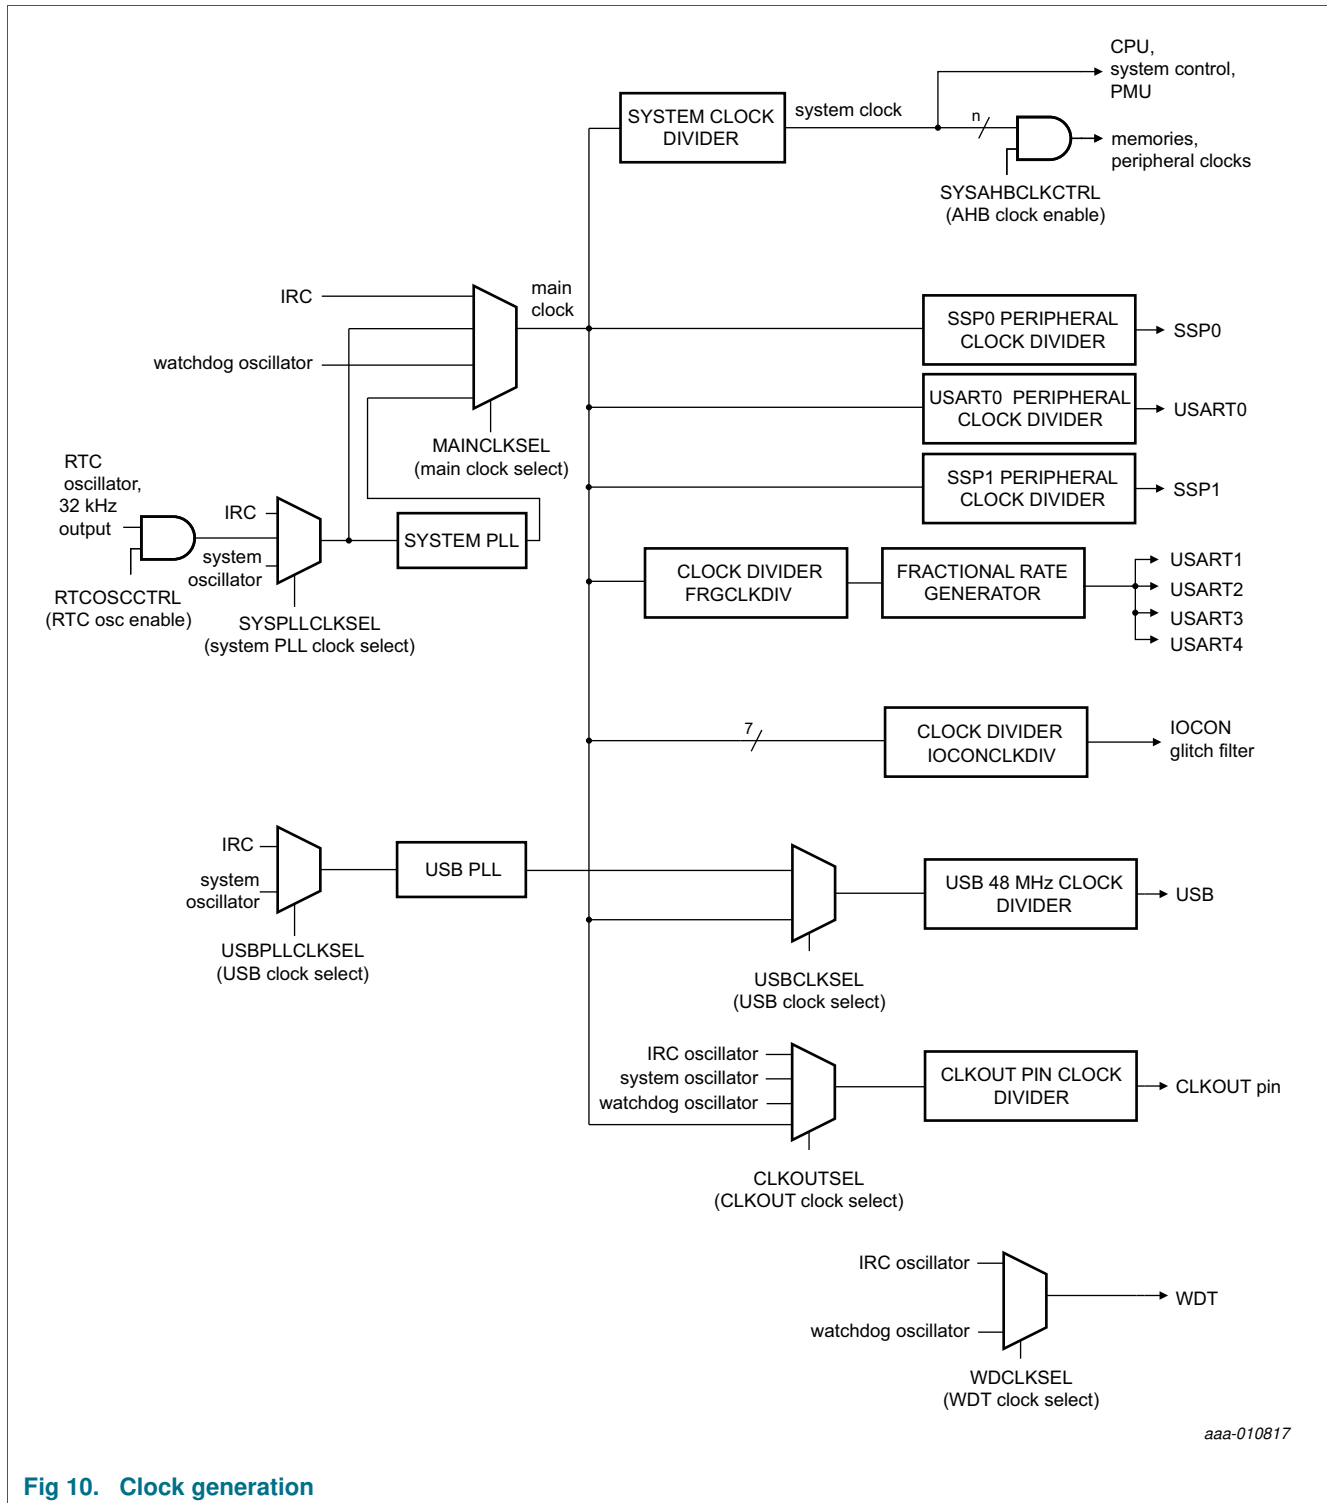 CPU,
system control,
PMU
SYSTEM CLOCK
DIVIDER
system clock
n
memories,
peripheral clocks
SYSAHBCLKCTRL
(AHB clock enable)
IRC
main
clock
watchdog oscillator
MAINCLKSEL
(main clock select)
SSP0 PERIPHERAL
CLOCK DIVIDER
SSP0
USART0 PERIPHERAL
CLOCK DIVIDER
USART0
SSP1 PERIPHERAL
CLOCK DIVIDER
SSP1
RTC
oscillator,
32 kHz
output
RTCOSCCTRL
(RTC osc enable)
IRC
system
oscillator
SYSPLLCLKSEL
(system PLL clock select)
SYSTEM PLL
CLOCK DIVIDER
FRGCLKDIV
FRACTIONAL RATE
GENERATOR
USART1
USART2
USART3
USART4
7
CLOCK DIVIDER
IOCONCLKDIV
IOCON
glitch filter
IRC
system
oscillator
USBPLLCLKSEL
(USB clock select)
USB PLL
USBCLKSEL
(USB clock select)
USB 48 MHz CLOCK
DIVIDER
USB
IRC oscillator
system oscillator
watchdog oscillator
CLKOUTSEL
(CLKOUT clock select)
CLKOUT PIN CLOCK
DIVIDER
CLKOUT pin
IRC oscillator
watchdog oscillator
WDCLKSEL
(WDT clock select)
WDT
aaa-010817
Fig 10. Clock generation